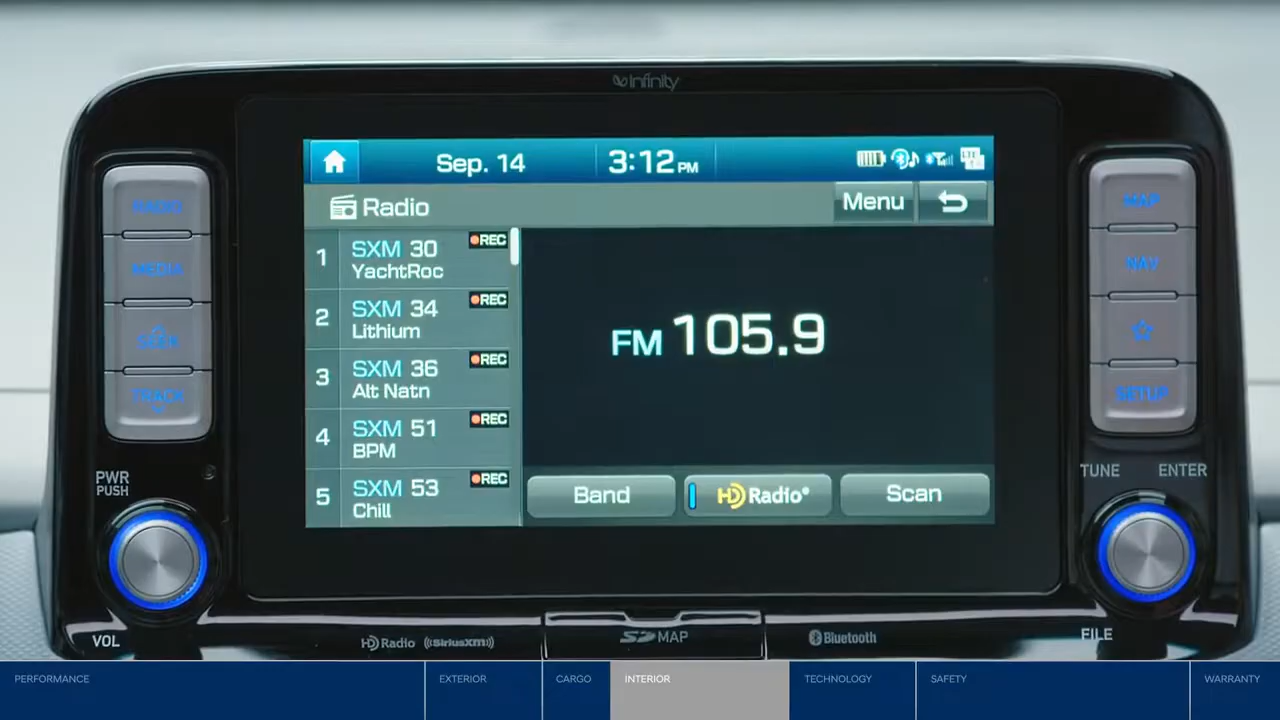 infinity
Sep. 14 3:12 PM
Radio Menu
1 SXM 30 REC
YachtRoc
2 SXM 34 REC
Lithium
3 SXM 36 REC
Alt Natn
4 SXM 51 REC
BPM
5 SXM 53 REC
Chill
FM 105.9
Band HD Radio® Scan
RADIO
MEDIA
SEEK
TRACK
PWR
PUSH
VOL
MAP
NAV
SETUP
TUNE ENTER
FILE
HD Radio ((SiriusXM)) SD MAP Bluetooth
PERFORMANCE EXTERIOR CARGO INTERIOR TECHNOLOGY SAFETY WARRANTY